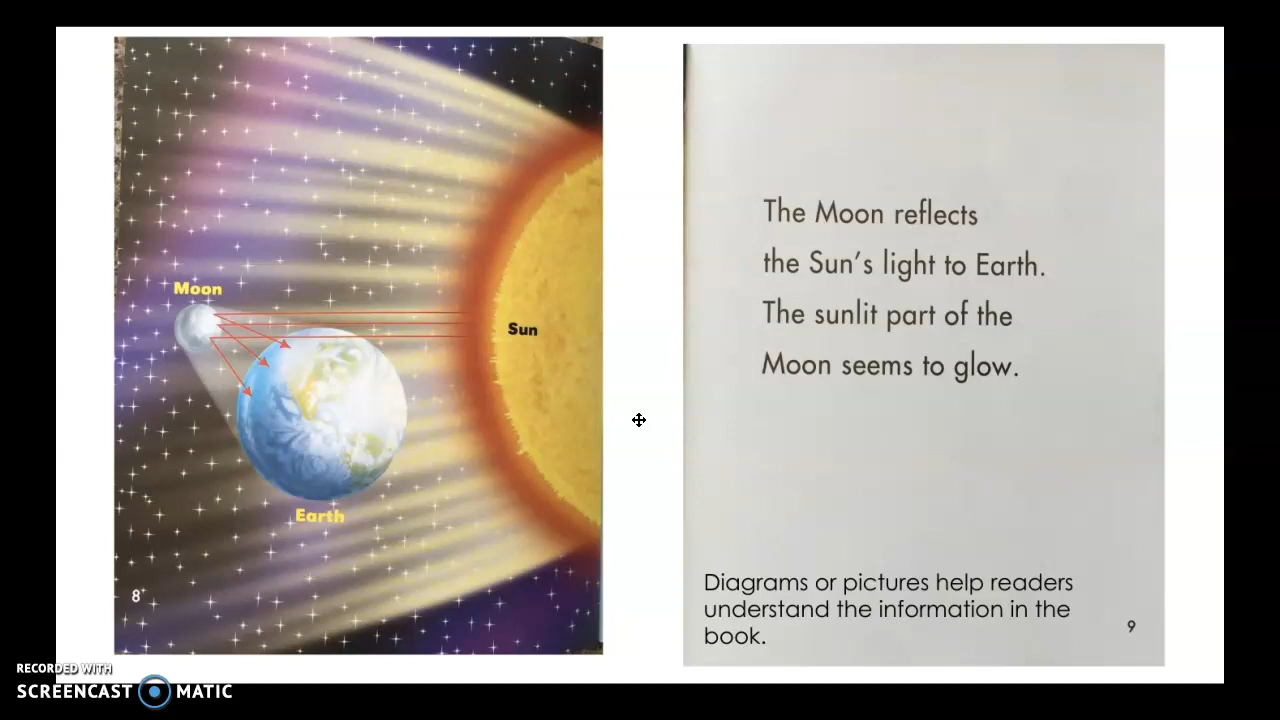 Moon
Sun
Earth
8
The Moon reflects
the Sun's light to Earth.
The sunlit part of the
Moon seems to glow.
Diagrams or pictures help readers
understand the information in the
book.
9
RECORDED WITH
SCREENCAST MATIC